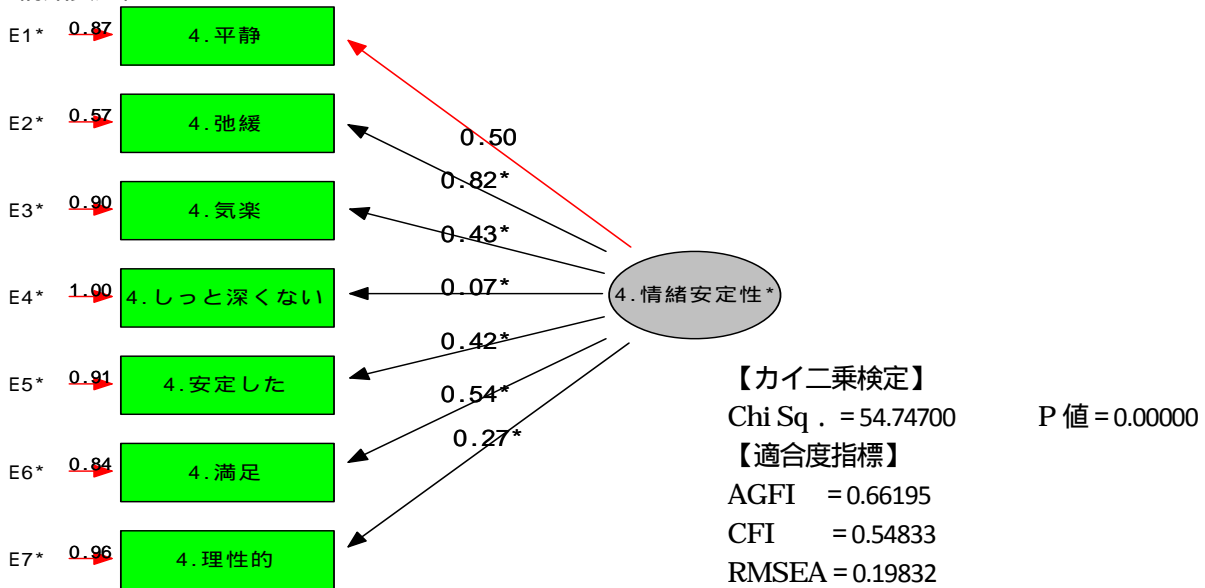 E1* 0.87 4.平静
0.50
E2* 0.57 4.弛緩
0.82*
E3* 0.90 4.気楽
0.43*
E4* 1.00 4.しっと深くない 0.07* 4.情緒安定性*
0.42*
E5* 0.91 4.安定した
0.54*
E6* 0.84 4.満足
0.27*
E7* 0.96 4.理性的
【カイ二乗検定】
Chi Sq . = 54.74700 P 値 = 0.00000
【適合度指標】
AGFI = 0.66195
CFI = 0.54833
RMSEA = 0.19832